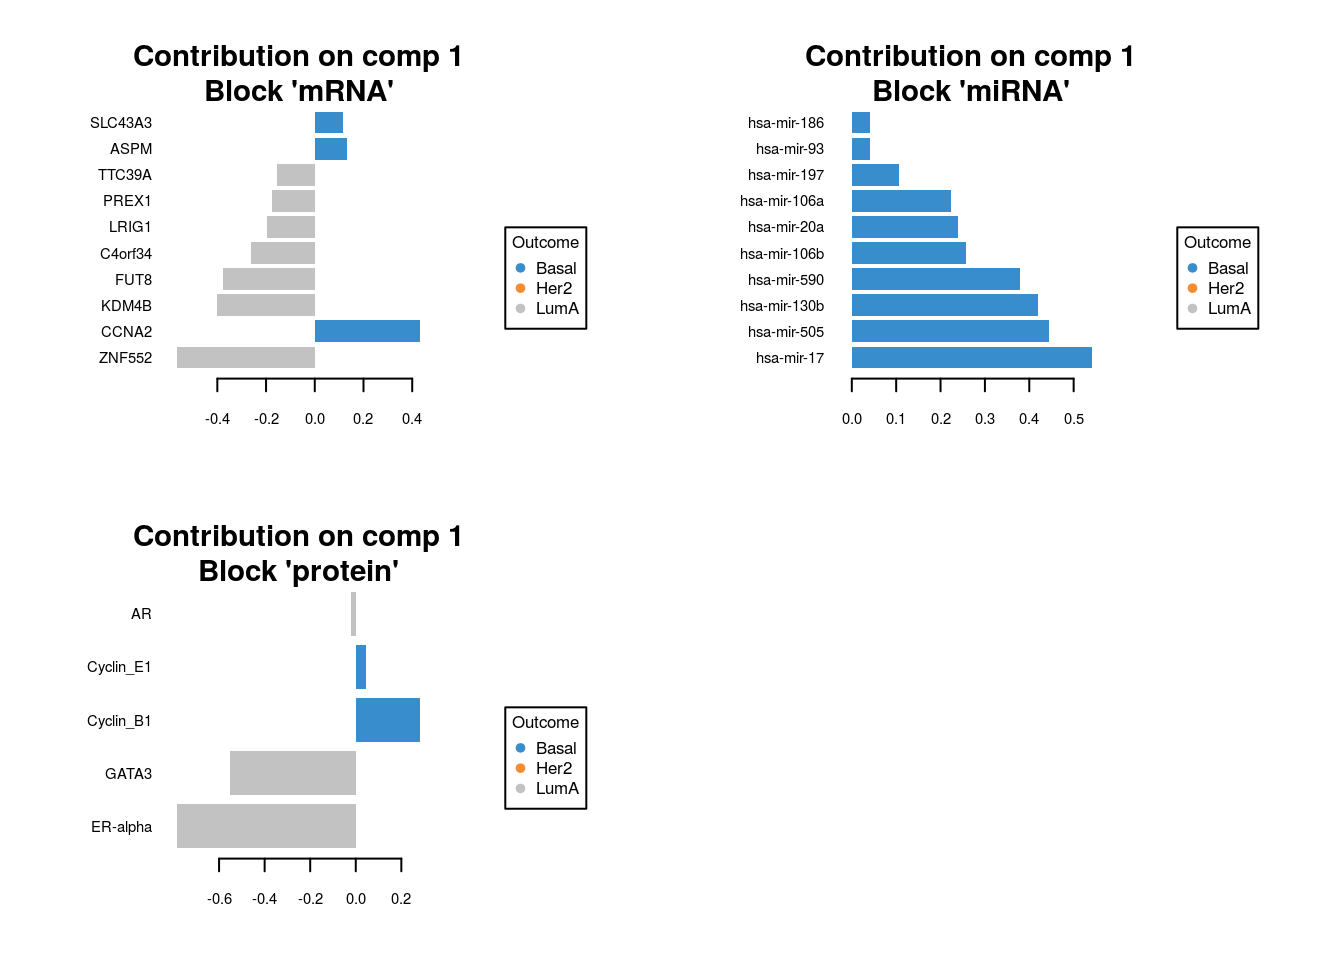 Contribution on comp 1
Block 'mRNA'
SLC43A3
ASPM
TTC39A
PREX1
LRIG1
C4orf34
FUT8
KDM4B
CCNA2
ZNF552
-0.4 -0.2 0.0 0.2 0.4
Outcome
Basal
Her2
LumA
Contribution on comp 1
Block 'miRNA'
hsa-mir-186
hsa-mir-93
hsa-mir-197
hsa-mir-106a
hsa-mir-20a
hsa-mir-106b
hsa-mir-590
hsa-mir-130b
hsa-mir-505
hsa-mir-17
0.0 0.1 0.2 0.3 0.4 0.5
Outcome
Basal
Her2
LumA
Contribution on comp 1
Block 'protein'
AR
Cyclin_E1
Cyclin_B1
GATA3
ER-alpha
-0.6 -0.4 -0.2 0.0 0.2
Outcome
Basal
Her2
LumA